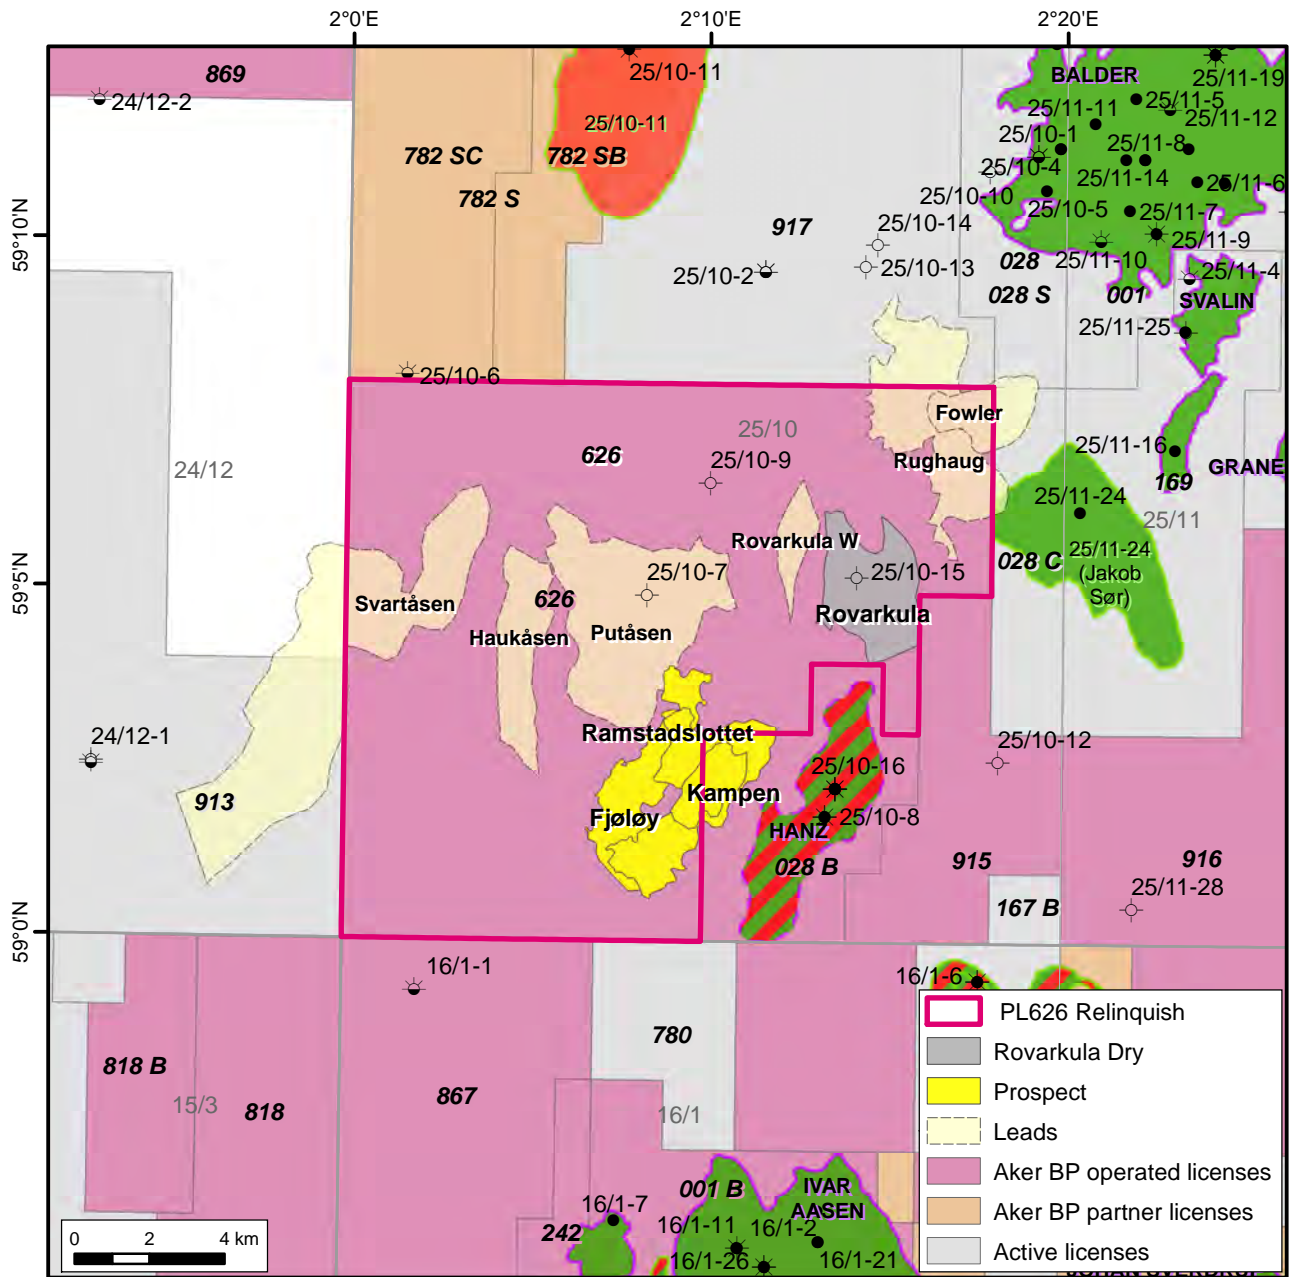 2°0'E
2°10'E
2°20'E
59°10'N
59°5'N
59°0'N
869
24/12-2
25/10-11
25/10-11
782 SC
782 SB
782 S
BALDER
25/11-19
25/11-5
25/11-11
25/11-12
25/10-1
25/11-8
25/10-4
25/11-14
25/11-6
25/10-10
25/10-5
25/11-7
25/10-14
917
25/11-9
25/10-2
25/10-13
028
25/11-10
25/11-4
028 S
001
SVALIN
25/11-25
25/10-6
Fowler
25/10
626
25/10-9
Rughaug
25/11-16
GRANE
169
24/12
25/11-24
25/11
Rovarkula W
028 C
25/11-24
(Jakob
Sør)
25/10-7
25/10-15
Svartåsen
626
Haukåsen
Putåsen
Rovarkula
24/12-1
Ramstadslottet
25/10-12
25/10-16
Kampen
913
Fjøløy
25/10-8
HANZ
028 B
915
916
25/11-28
167 B
16/1-1
16/1-6
780
818 B
15/3
818
867
16/1
001 B
IVAR
AASEN
16/1-7
242
16/1-11
16/1-2
16/1-26
16/1-21
PL626 Relinquish
Rovarkula Dry
Prospect
Leads
Aker BP operated licenses
Aker BP partner licenses
Active licenses
0 2 4 km